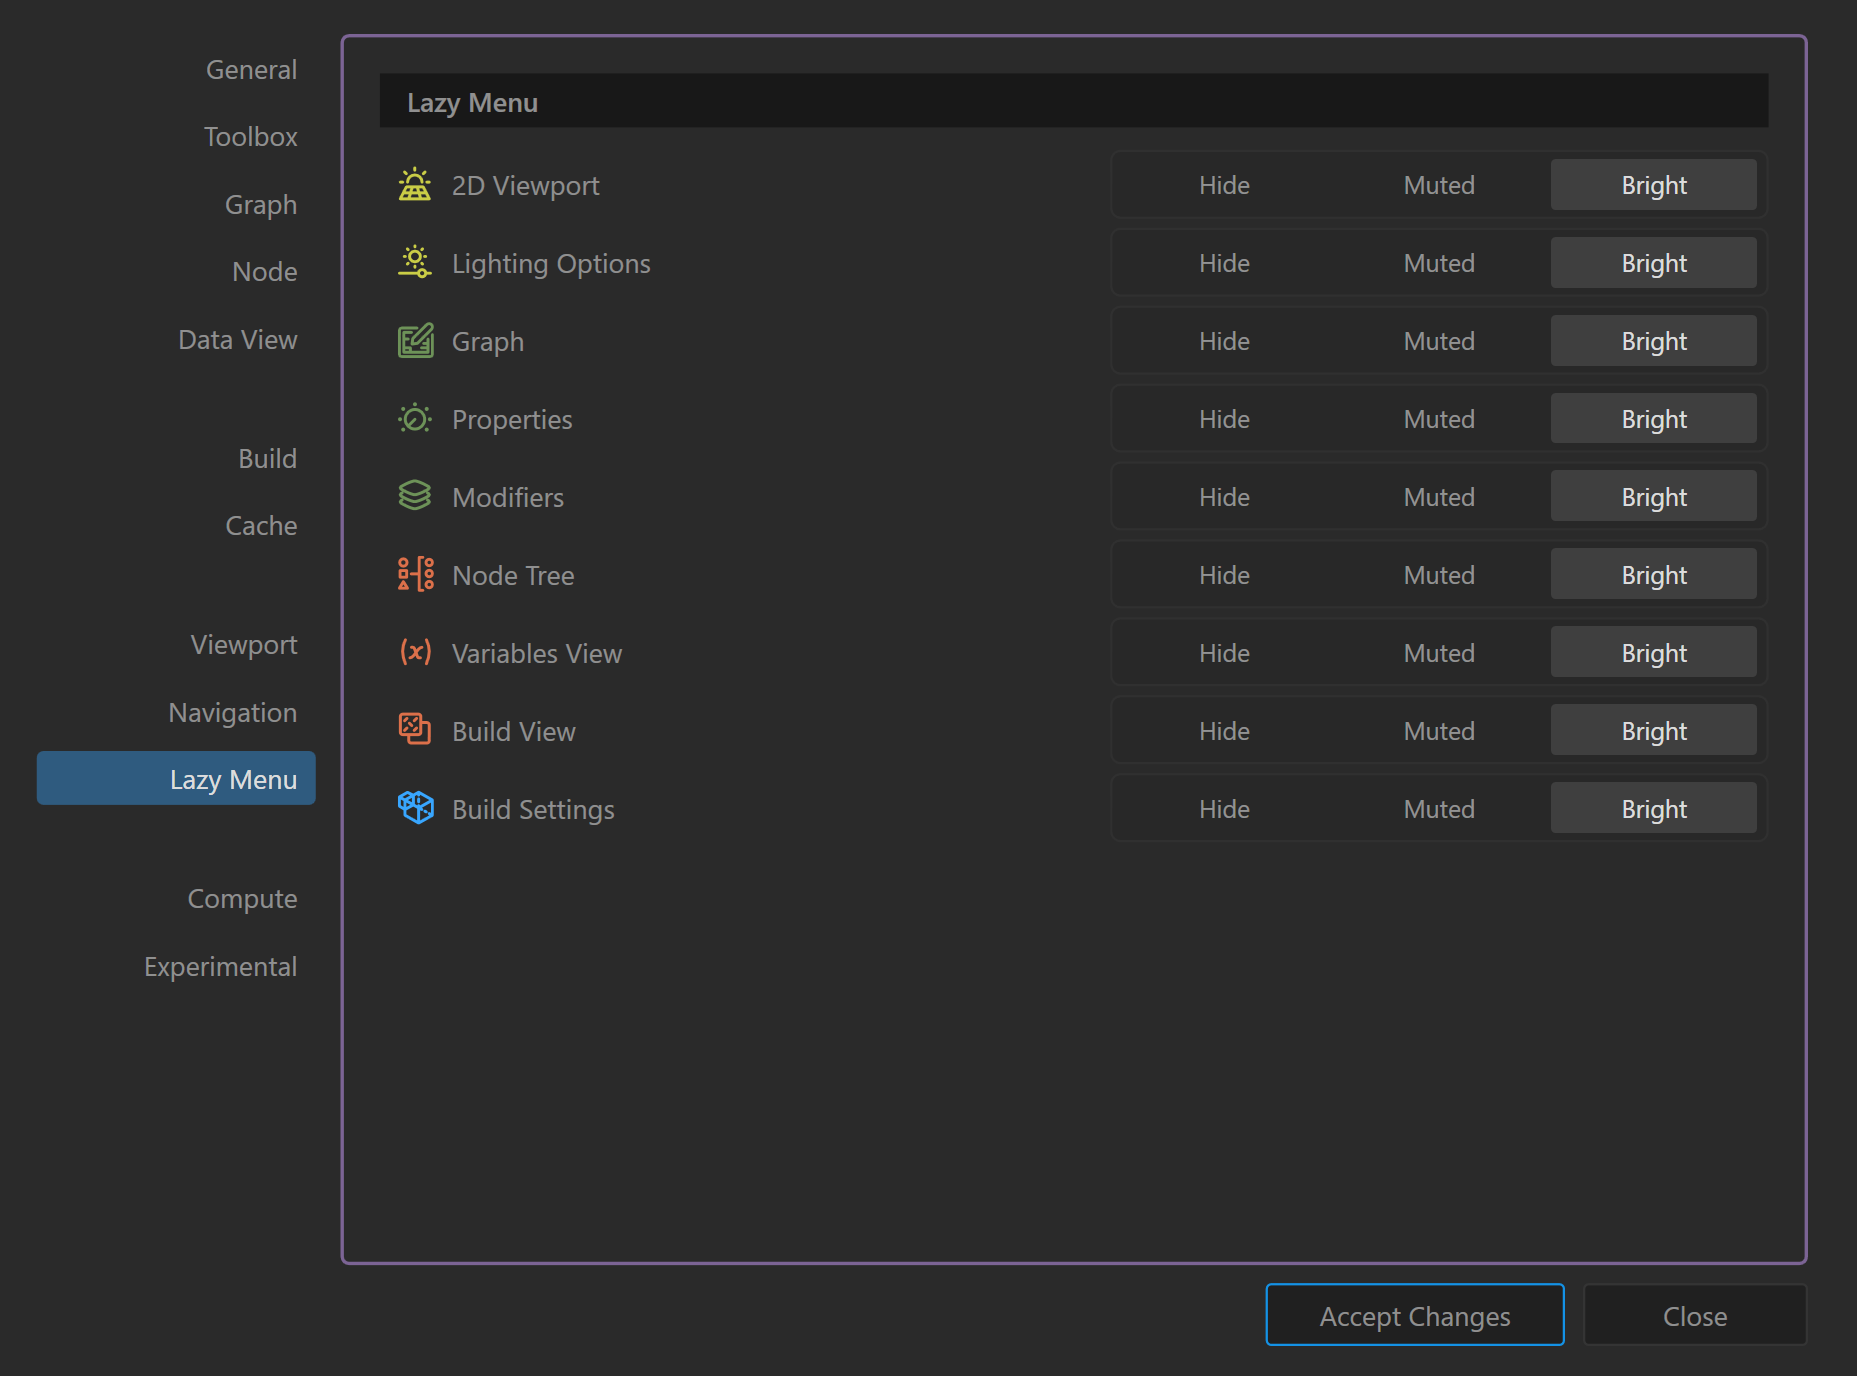 General
Toolbox
Graph
Node
Data View
Build
Cache
Viewport
Navigation
Lazy Menu
Compute
Experimental
Lazy Menu
2D Viewport Hide Muted Bright
Lighting Options Hide Muted Bright
Graph Hide Muted Bright
Properties Hide Muted Bright
Modifiers Hide Muted Bright
Node Tree Hide Muted Bright
Variables View Hide Muted Bright
Build View Hide Muted Bright
Build Settings Hide Muted Bright
Accept Changes Close